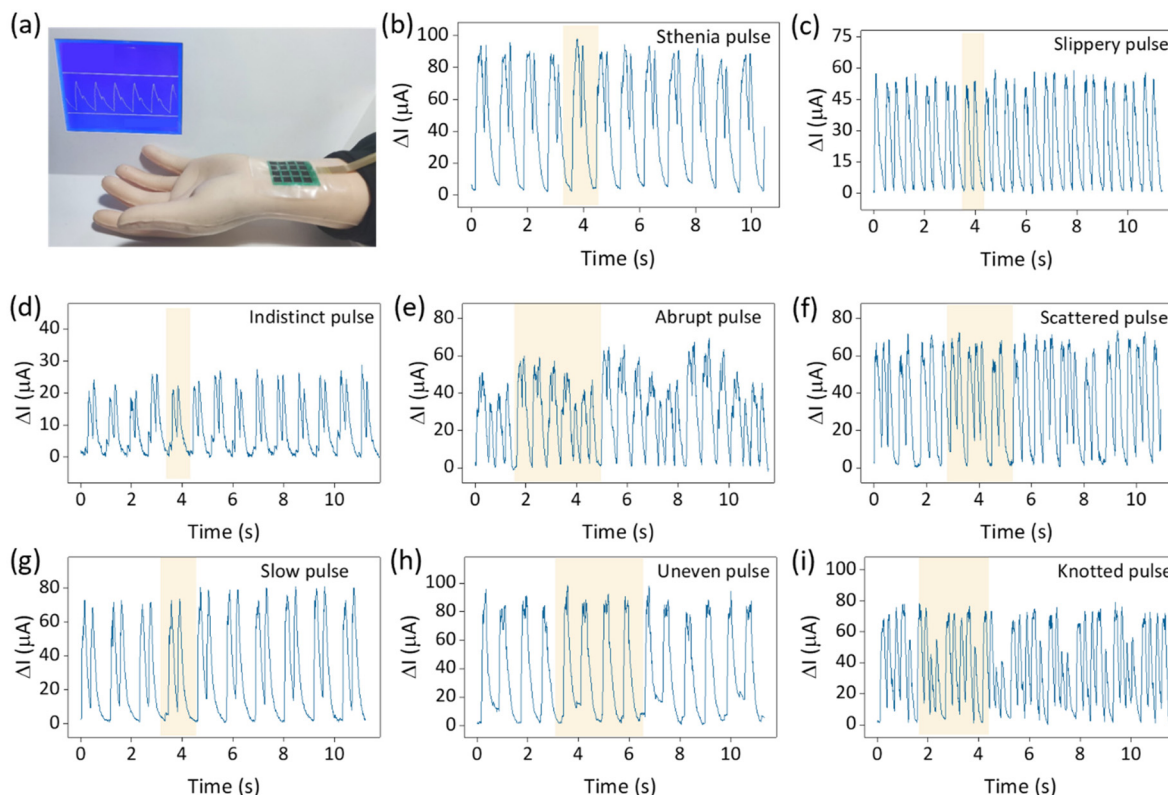 (a)
(b)
100
80
60
40
20
0
ΔI (μA)
Sthenia pulse
0 2 4 6 8 10
Time (s)
(c)
75
60
45
30
15
0
ΔI (μA)
Slippery pulse
0 2 4 6 8 10
Time (s)
(d)
40
30
20
10
0
ΔI (μA)
Indistinct pulse
0 2 4 6 8 10
Time (s)
(e)
80
60
40
20
0
ΔI (μA)
Abrupt pulse
0 2 4 6 8 10
Time (s)
(f)
80
60
40
20
0
ΔI (μA)
Scattered pulse
0 2 4 6 8 10
Time (s)
(g)
80
60
40
20
0
ΔI (μA)
Slow pulse
0 2 4 6 8 10
Time (s)
(h)
100
80
60
40
20
0
ΔI (μA)
Uneven pulse
0 2 4 6 8 10
Time (s)
(i)
100
80
60
40
20
0
ΔI (μA)
Knotted pulse
0 2 4 6 8 10
Time (s)